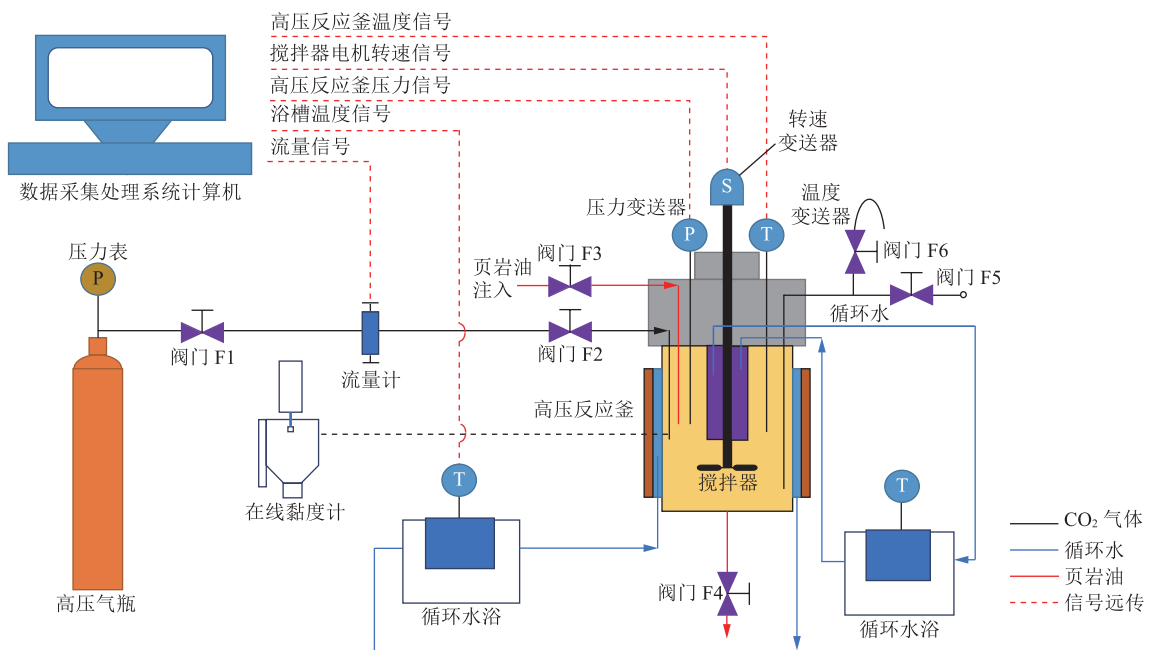 高压反应釜温度信号
搅拌器电机转速信号
高压反应釜压力信号
浴槽温度信号
流量信号
数据采集处理系统计算机
转速
变送器
S
温度
变送器
压力变送器
P
T
阀门 F6
阀门 F5
循环水
压力表
P
阀门 F3
页岩油
注入
阀门 F1
阀门 F2
流量计
高压反应釜
搅拌器
在线黏度计
T
T
高压气瓶
循环水浴
阀门 F4
循环水浴
CO₂ 气体
循环水
页岩油
信号远传